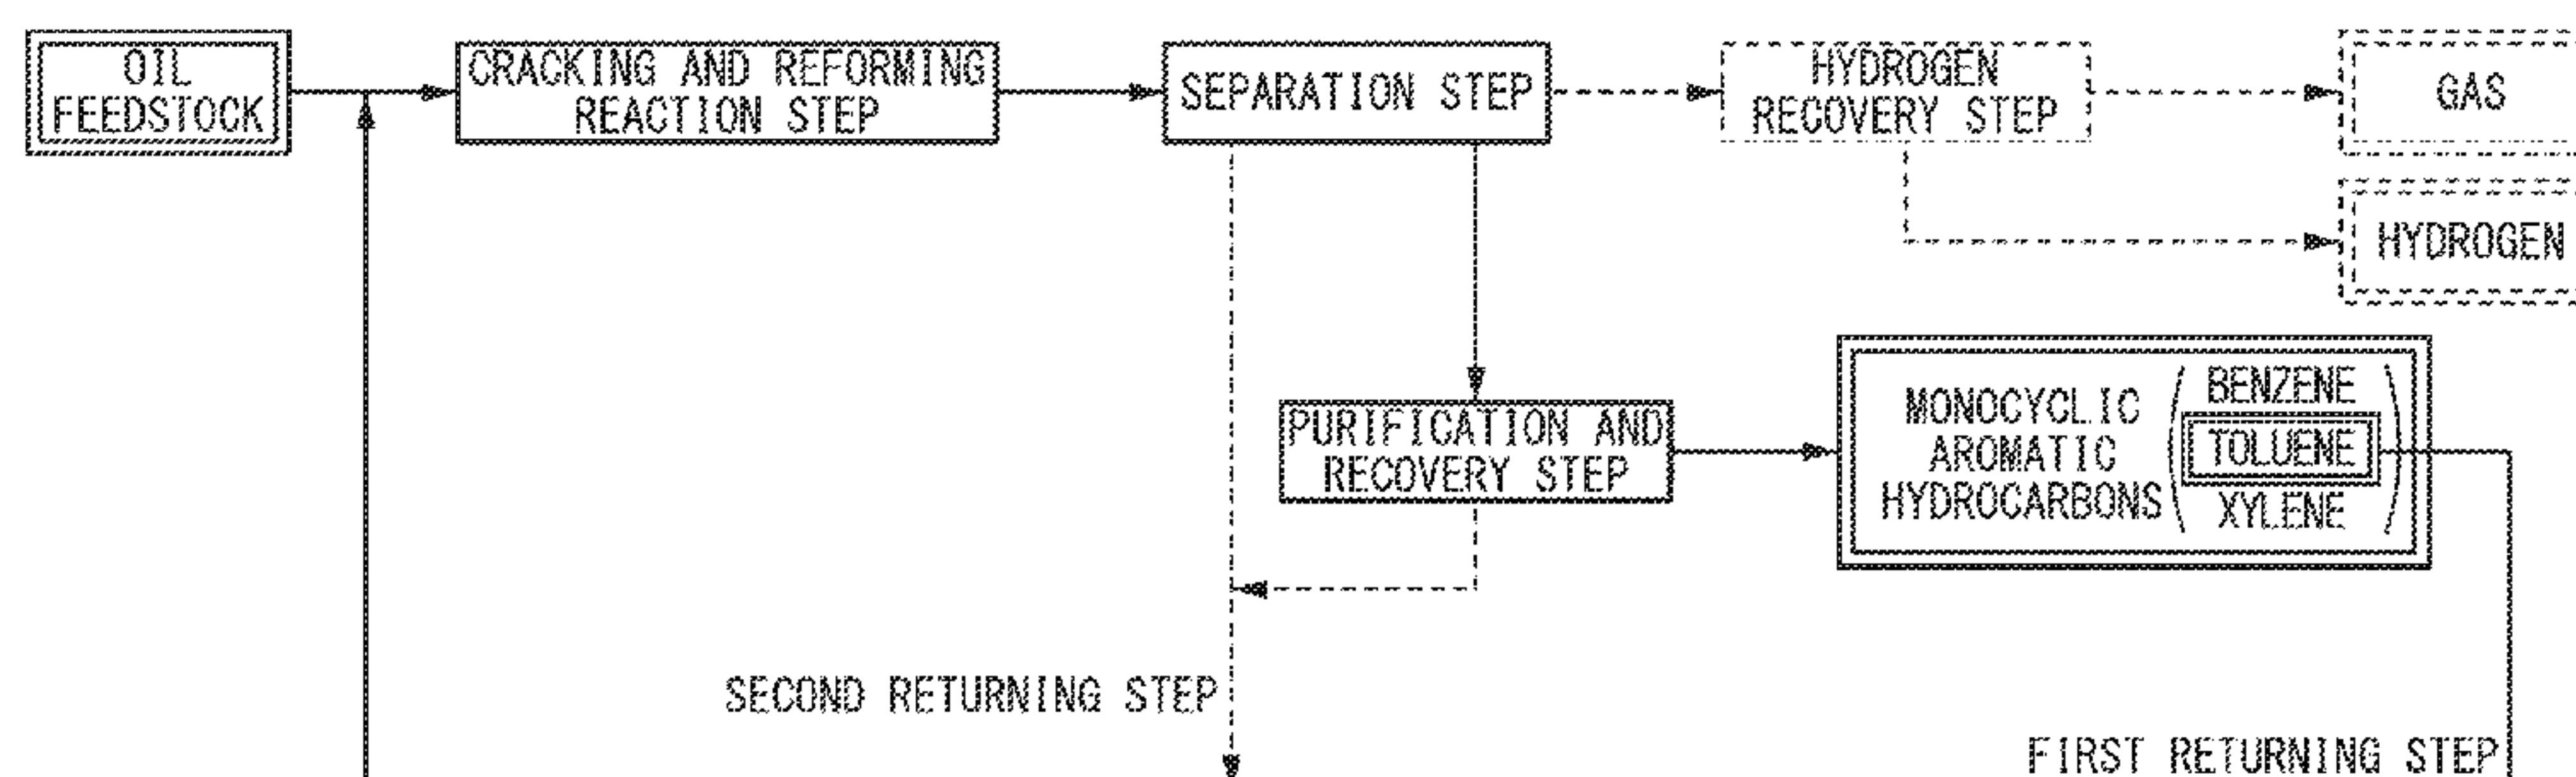 OIL
FEEDSTOCK
CRACKING AND REFORMING
REACTION STEP
SEPARATION STEP
HYDROGEN
RECOVERY STEP
GAS
HYDROGEN
PURIFICATION AND
RECOVERY STEP
MONOCYCLIC
AROMATIC
HYDROCARBONS
BENZENE
TOLUENE
XYLENE
SECOND RETURNING STEP
FIRST RETURNING STEP